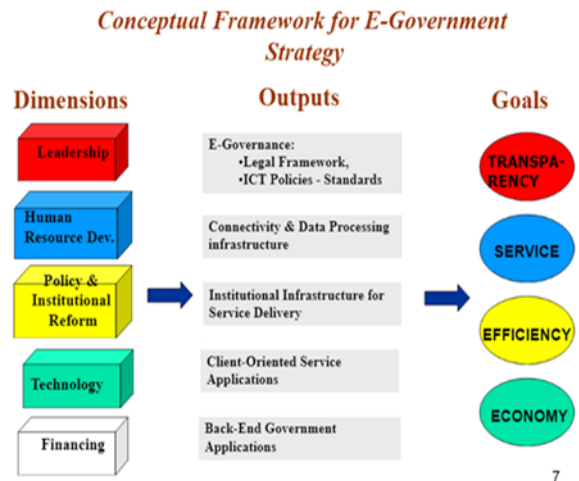 Conceptual Framework for E-Government
Strategy
Dimensions
Outputs
Goals
Leadership
Human
Resource Dev.
Policy &
Institutional
Reform
Technology
Financing
E-Governance:
•Legal Framework,
•ICT Policies - Standards
Connectivity & Data Processing
infrastructure
Institutional Infrastructure for
Service Delivery
Client-Oriented Service
Applications
Back-End Government
Applications
TRANSPA-
RENCY
SERVICE
EFFICIENCY
ECONOMY
7